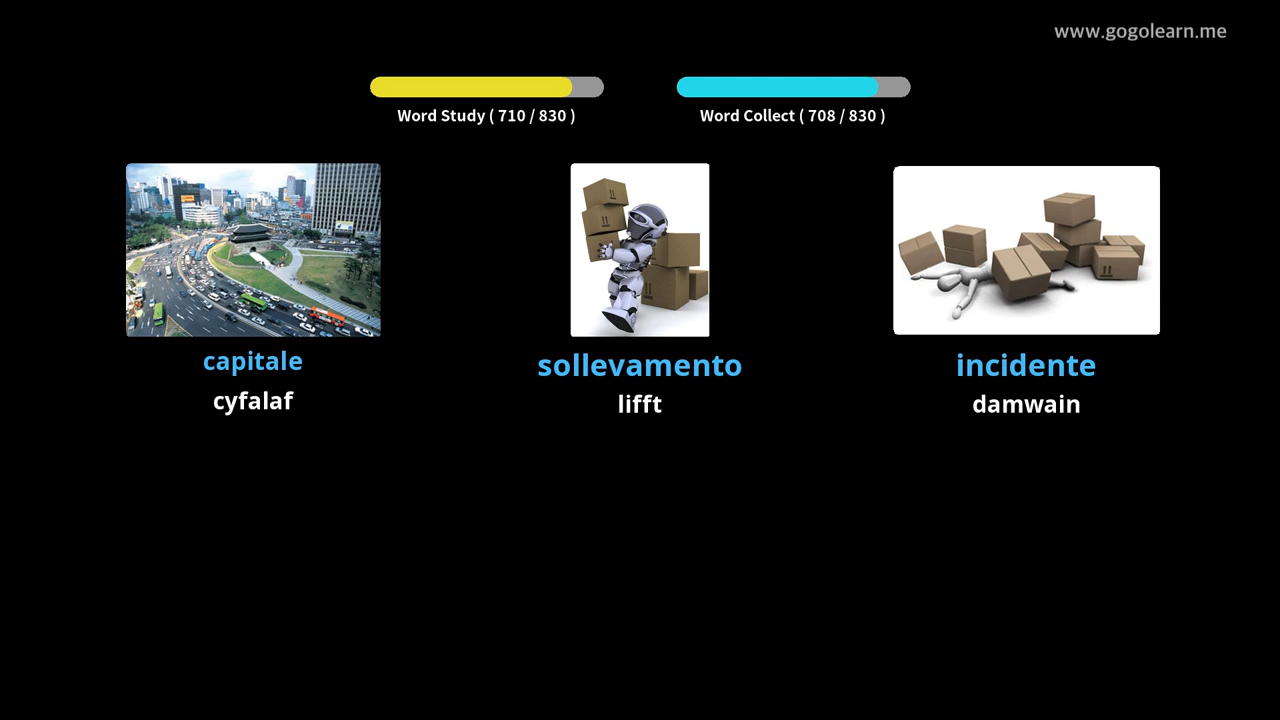 www.gogolearn.me
Word Study ( 710 / 830 )
Word Collect ( 708 / 830 )
capitale
cyfalaf
sollevamento
lifft
incidente
damwain